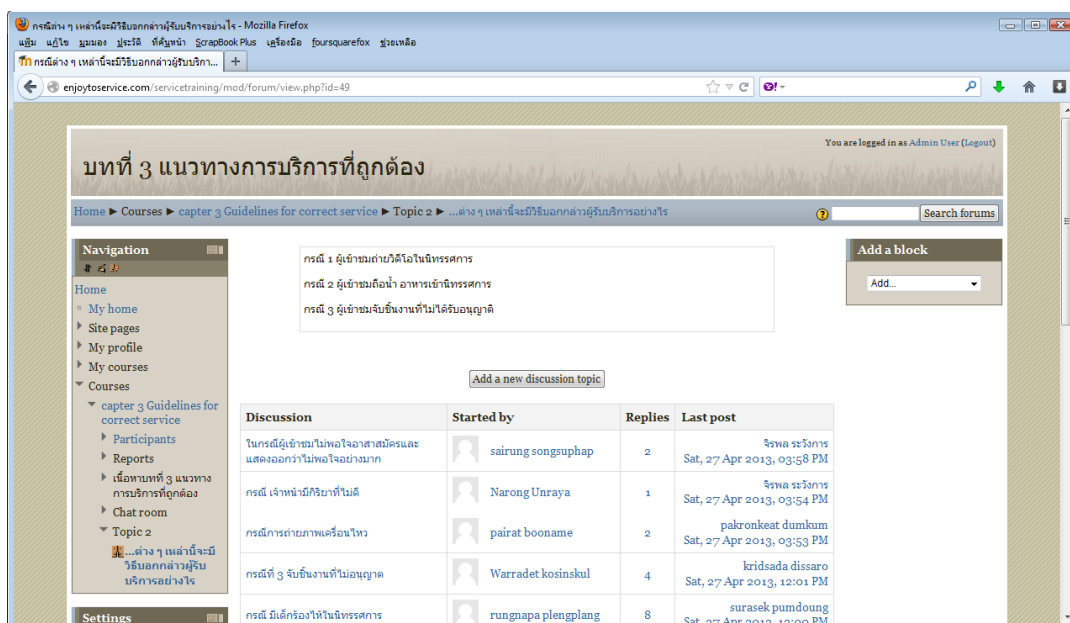 กรณีต่าง ๆ เหล่านี้จะมีวิธีบอกกล่าวผู้รับบริการอย่างไร - Mozilla Firefox
แฟ้ม แก้ไข มุมมอง ประวัติ ที่คั่นหน้า ScrapBook Plus เครื่องมือ foursquarefox ช่วยเหลือ
กรณีต่าง ๆ เหล่านี้จะมีวิธีบอกกล่าวผู้รับบริกา... +
enjoytoservice.com/servicetraining/mod/forum/view.php?id=49
You are logged in as Admin User (Logout)
บทที่ 3 แนวทางการบริการที่ถูกต้อง
Home ► Courses ► capter 3 Guidelines for correct service ► Topic 2 ► ...ต่าง ๆ เหล่านี้จะมีวิธีบอกกล่าวผู้รับบริการอย่างไร
Search forums
Navigation
Home
My home
Site pages
My profile
My courses
Courses
capter 3 Guidelines for
correct service
Participants
Reports
เนื้อหาบทที่ 3 แนวทาง
การบริการที่ถูกต้อง
Chat room
Topic 2
...ต่าง ๆ เหล่านี้จะมี
วิธีบอกกล่าวผู้รับ
บริการอย่างไร
Settings
กรณี 1 ผู้เข้าชมถ่ายวิดีโอในนิทรรศการ
กรณี 2 ผู้เข้าชมถือน้ำ อาหารเข้านิทรรศการ
กรณี 3 ผู้เข้าชมจับชิ้นงานที่ไม่ได้รับอนุญาติ
Add a new discussion topic
Discussion Started by Replies Last post
ในกรณีผู้เข้าชมไม่พอใจอาสาสมัครและ
แสดงออกว่าไม่พอใจอย่างมาก
sairung songsuphap 2
จิรพล ระวังการ
Sat, 27 Apr 2013, 03:58 PM
กรณี เจ้าหน้ามีกิริยาที่ไม่ดี Narong Unraya 1
จิรพล ระวังการ
Sat, 27 Apr 2013, 03:54 PM
กรณีการถ่ายภาพเครื่อนไหว pairat booname 2
pakronkeat dumkum
Sat, 27 Apr 2013, 03:53 PM
กรณีที่ 3 จับชิ้นงานที่ไม่อนุญาต Warradet kosinskul 4
kridsada dissaro
Sat, 27 Apr 2013, 12:01 PM
กรณี มีเด็กร้องไห้ในนิทรรศการ rungnapa plengplang 8
surasek pumdoung
Sat, 27 Apr 2013, 12:00 PM
Add a block
Add...